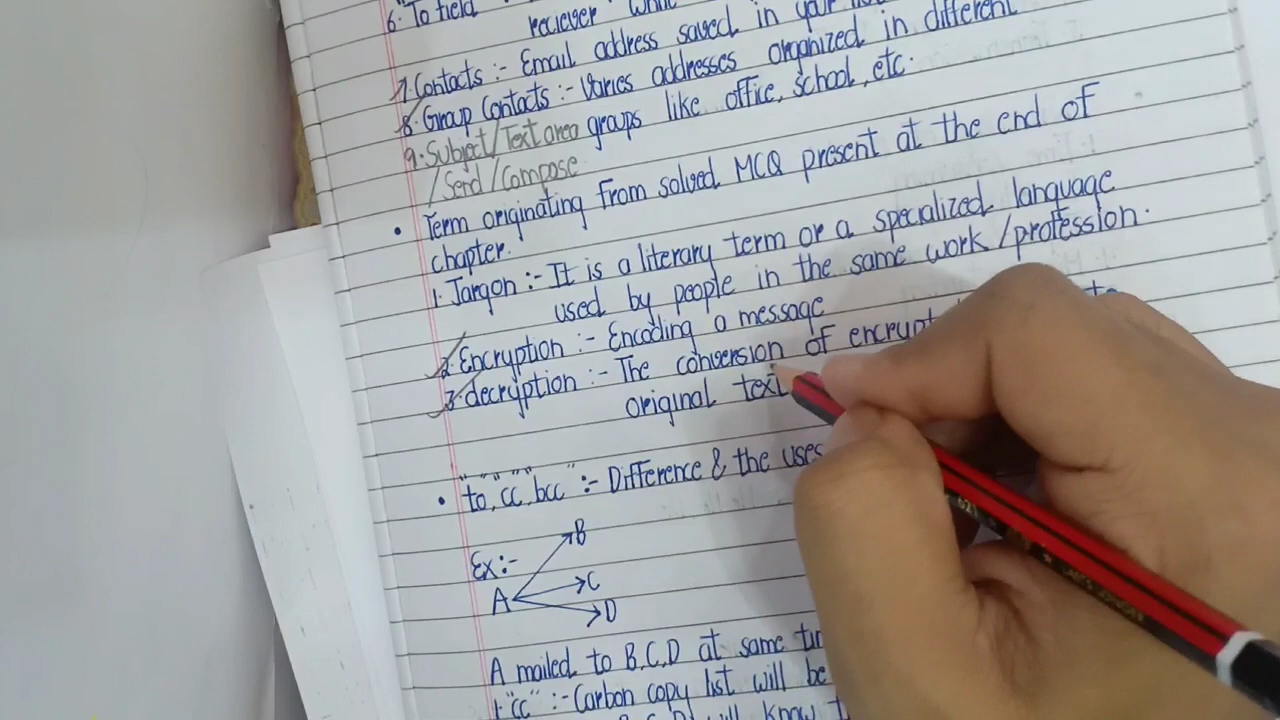 6. To field
reciever
7. Contacts :- Email address saved in your
8. Group Contacts :- Varies addresses organized in different
groups like office, school, etc.
9. Subject/Text area
/Send /Compose
• Term originating from solved MCQ present at the end of
chapter.
1. Jargon :- It is a literary term or a specialized language
used by people in the same work/profession.
2. Encryption :- Encoding a message
3. decryption :- The conversion of encrypt
original text
• "to", "cc", "bcc" :- Difference & the uses
Ex :-
B
A
C
D
A mailed to B,C,D at same
1. "cc" :- Carbon copy list will be
B, C, D will know